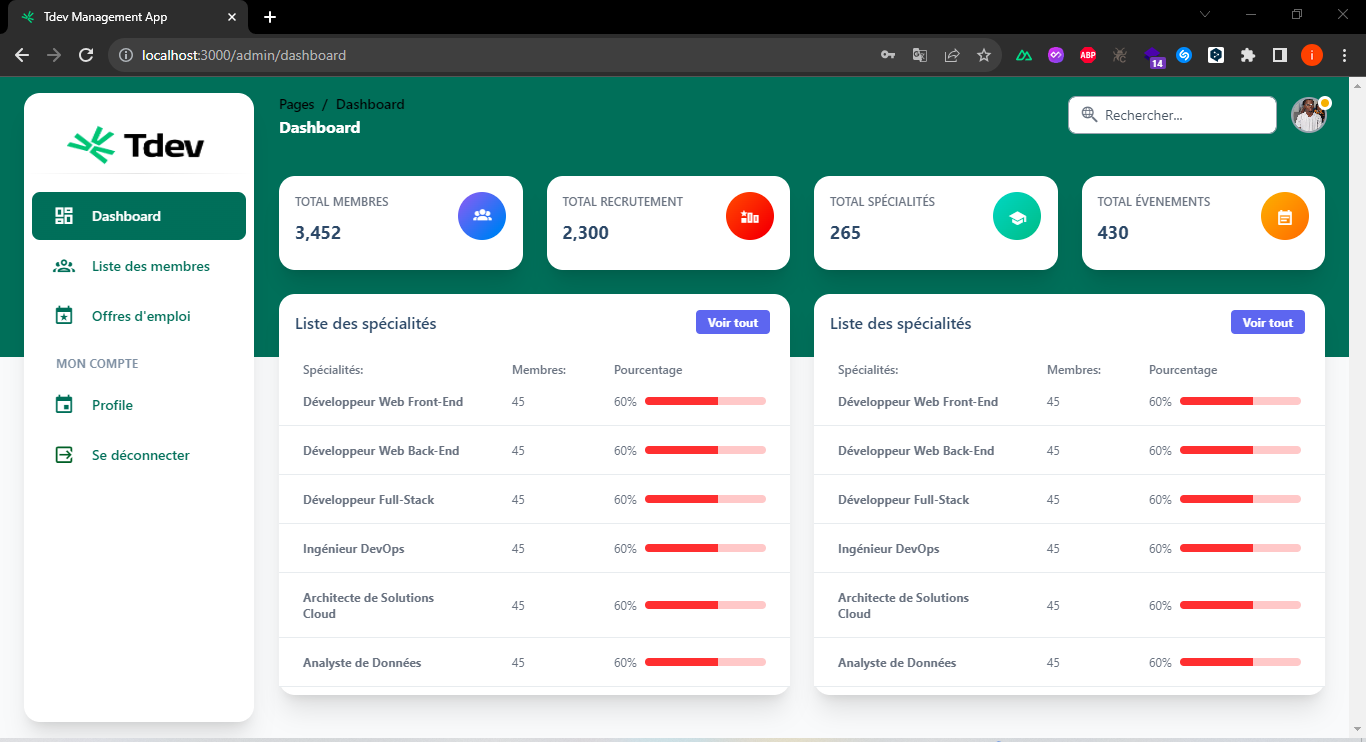 Tdev Management App
localhost:3000/admin/dashboard
ABP
14
i
Tdev
Dashboard
Liste des membres
Offres d'emploi
MON COMPTE
Profile
Se déconnecter
Pages / Dashboard
Dashboard
Rechercher...
TOTAL MEMBRES
3,452
TOTAL RECRUTEMENT
2,300
TOTAL SPÉCIALITÉS
265
TOTAL ÉVENEMENTS
430
Liste des spécialités Voir tout
Spécialités: Membres: Pourcentage
Développeur Web Front-End 45 60%
Développeur Web Back-End 45 60%
Développeur Full-Stack 45 60%
Ingénieur DevOps 45 60%
Architecte de Solutions
Cloud 45 60%
Analyste de Données 45 60%
Liste des spécialités Voir tout
Spécialités: Membres: Pourcentage
Développeur Web Front-End 45 60%
Développeur Web Back-End 45 60%
Développeur Full-Stack 45 60%
Ingénieur DevOps 45 60%
Architecte de Solutions
Cloud 45 60%
Analyste de Données 45 60%